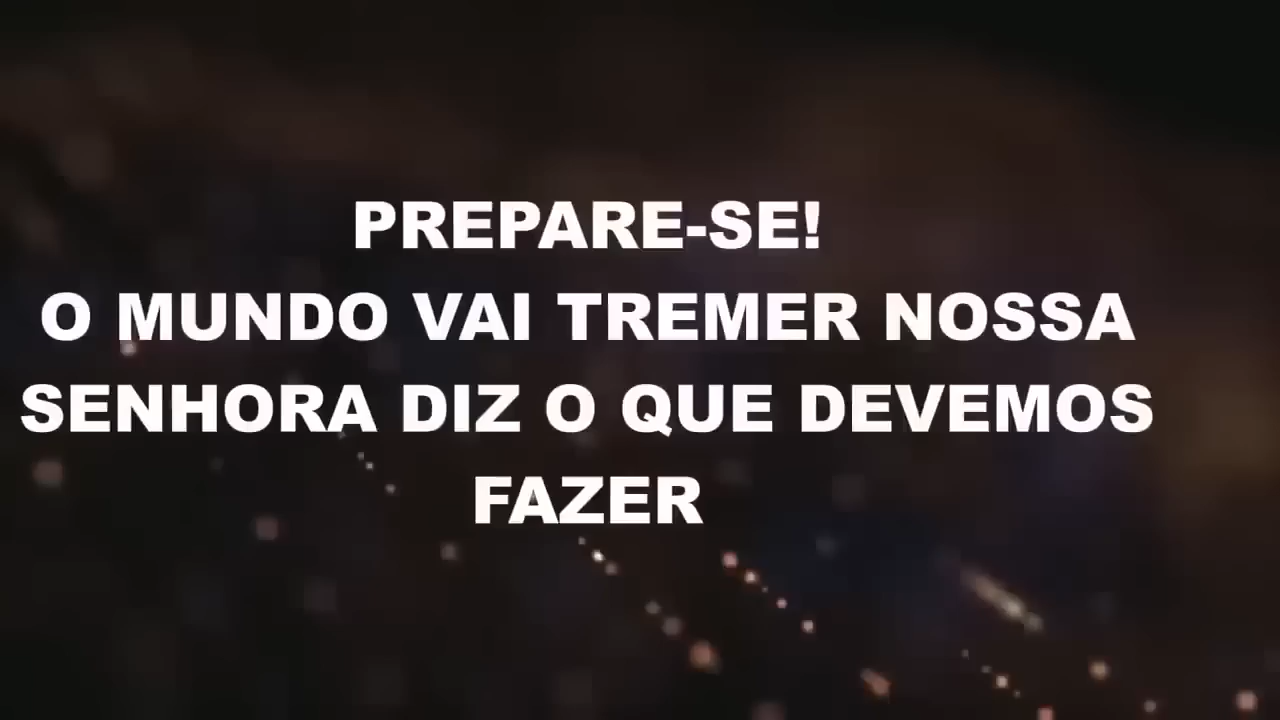 PREPARE-SE!
O MUNDO VAI TREMER NOSSA
SENHORA DIZ O QUE DEVEMOS
FAZER